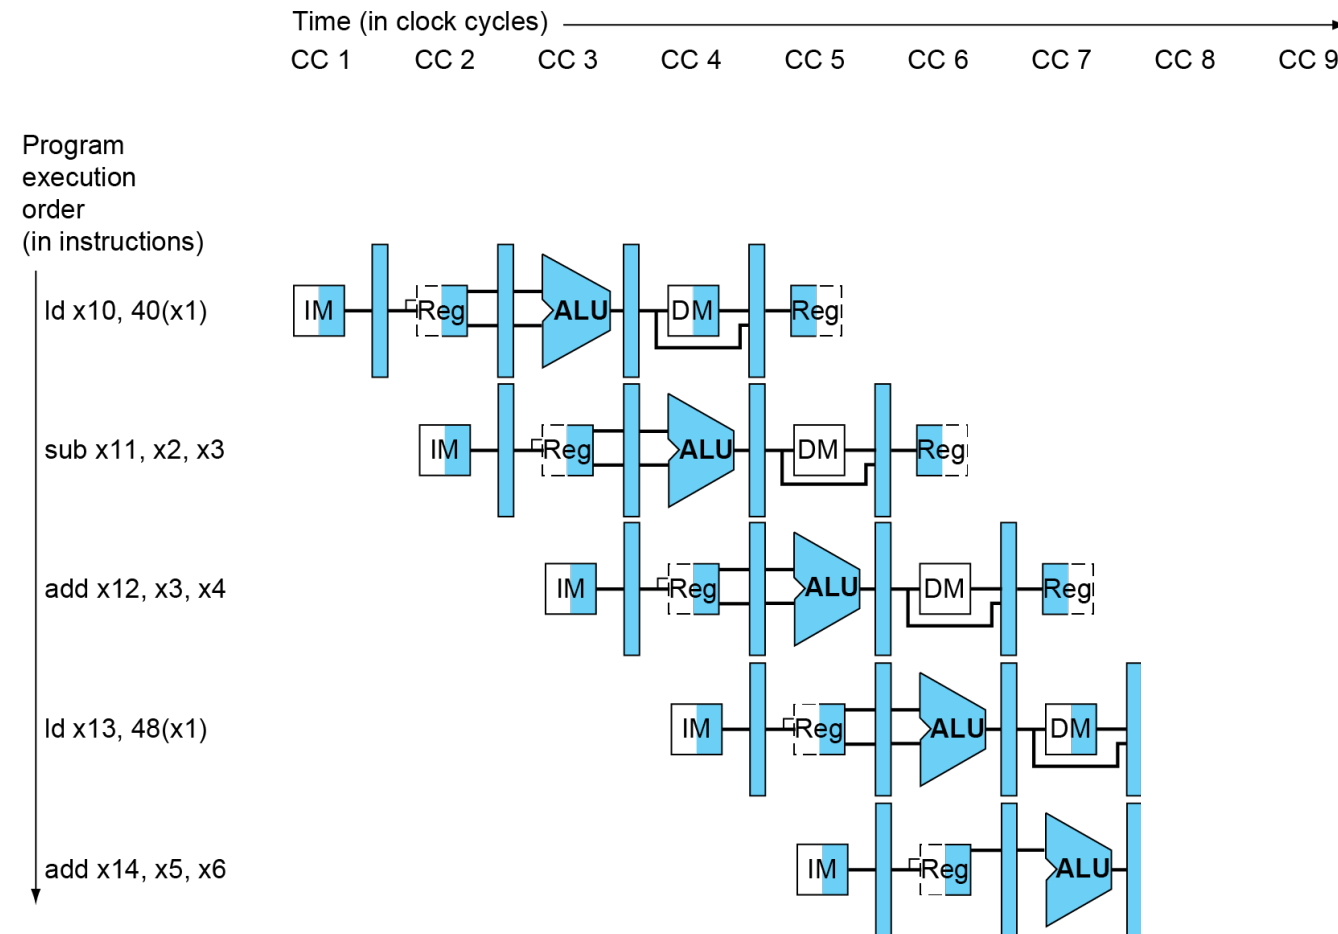 Time (in clock cycles)
CC 1 CC 2 CC 3 CC 4 CC 5 CC 6 CC 7 CC 8 CC 9
Program
execution
order
(in instructions)
ld x10, 40(x1) IM Reg ALU DM Reg
sub x11, x2, x3 IM Reg ALU DM Reg
add x12, x3, x4 IM Reg ALU DM Reg
ld x13, 48(x1) IM Reg ALU DM
add x14, x5, x6 IM Reg ALU